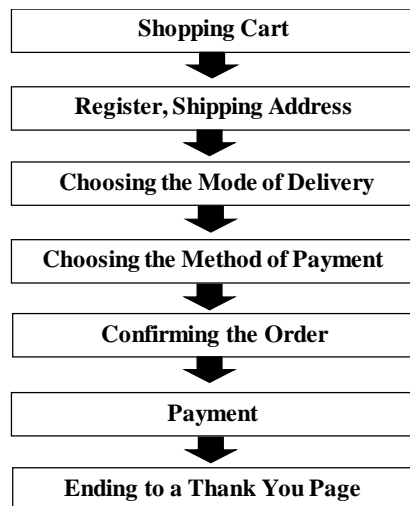 Shopping Cart
Register, Shipping Address
Choosing the Mode of Delivery
Choosing the Method of Payment
Confirming the Order
Payment
Ending to a Thank You Page